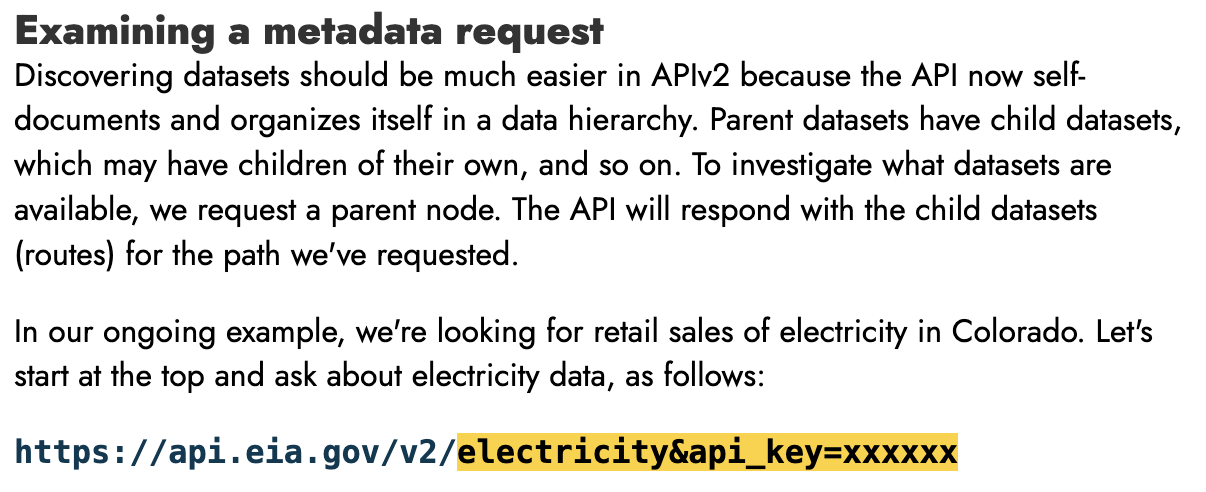 Examining a metadata request
Discovering datasets should be much easier in APIv2 because the API now self-
documents and organizes itself in a data hierarchy. Parent datasets have child datasets,
which may have children of their own, and so on. To investigate what datasets are
available, we request a parent node. The API will respond with the child datasets
(routes) for the path we've requested.
In our ongoing example, we're looking for retail sales of electricity in Colorado. Let's
start at the top and ask about electricity data, as follows:
https://api.eia.gov/v2/electricity&api_key=xxxxxx